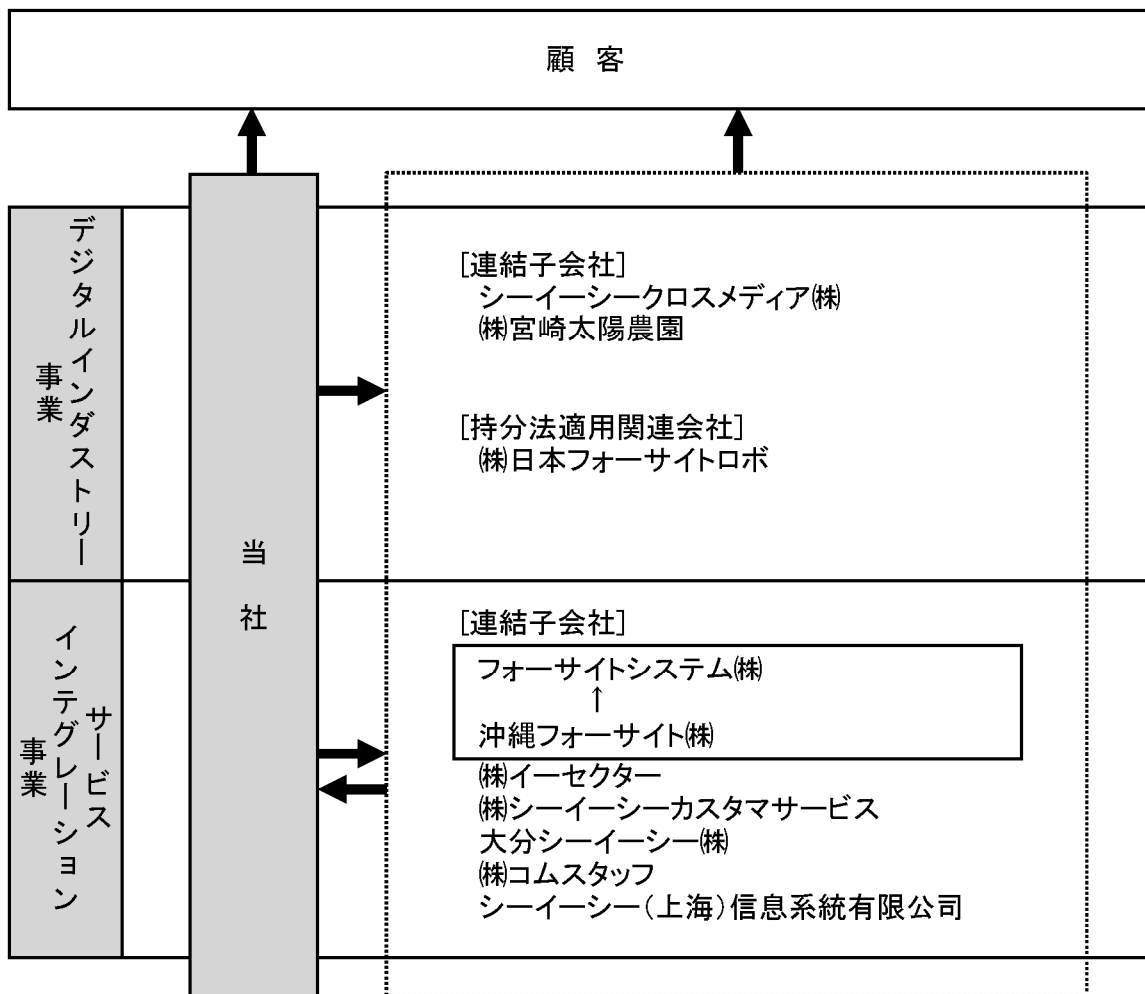 顧 客
デジタルインダストリー
事業
[連結子会社]
シーイーシークロスメディア㈱
㈱宮崎太陽農園
[持分法適用関連会社]
㈱日本フォーサイトロボ
当
社
サービス
インテグレーション
事業
[連結子会社]
フォーサイトシステム㈱
↑
沖縄フォーサイト㈱
㈱イーセクター
㈱シーイーシーカスタマサービス
大分シーイーシー㈱
㈱コムスタッフ
シーイーシー（上海）信息系統有限公司